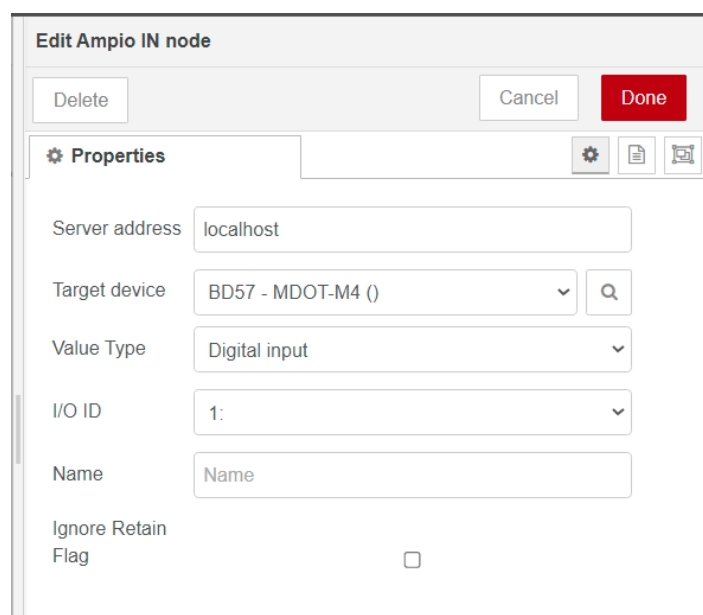 Edit Ampio IN node
Delete
Cancel
Done
Properties
Server address
localhost
Target device
BD57 - MDOT-M4 ()
Value Type
Digital input
I/O ID
1:
Name
Name
Ignore Retain
Flag